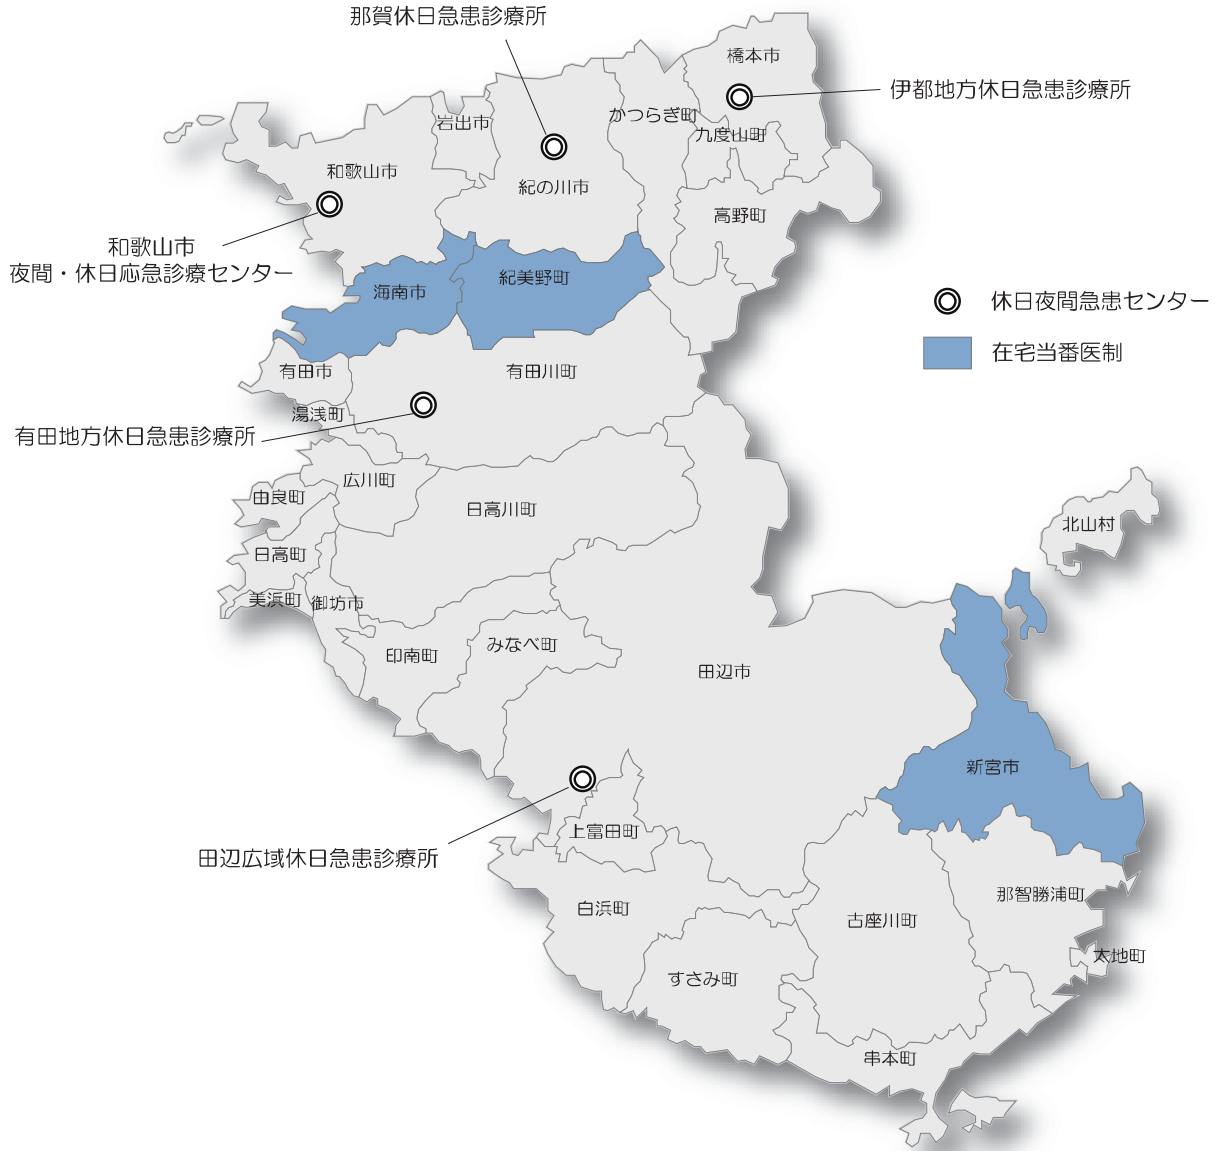 那賀休日急患診療所
橋本市
伊都地方休日急患診療所
かつらぎ町
岩出市
九度山町
和歌山市
紀の川市
高野町
和歌山市
夜間・休日応急診療センター
紀美野町
海南市
休日夜間急患センター
在宅当番医制
有田市
有田川町
湯浅町
有田地方休日急患診療所
広川町
由良町
日高川町
北山村
日高町
美浜町
御坊市
印南町
みなべ町
田辺市
新宮市
上富田町
田辺広域休日急患診療所
那智勝浦町
白浜町
古座川町
太地町
すさみ町
串本町